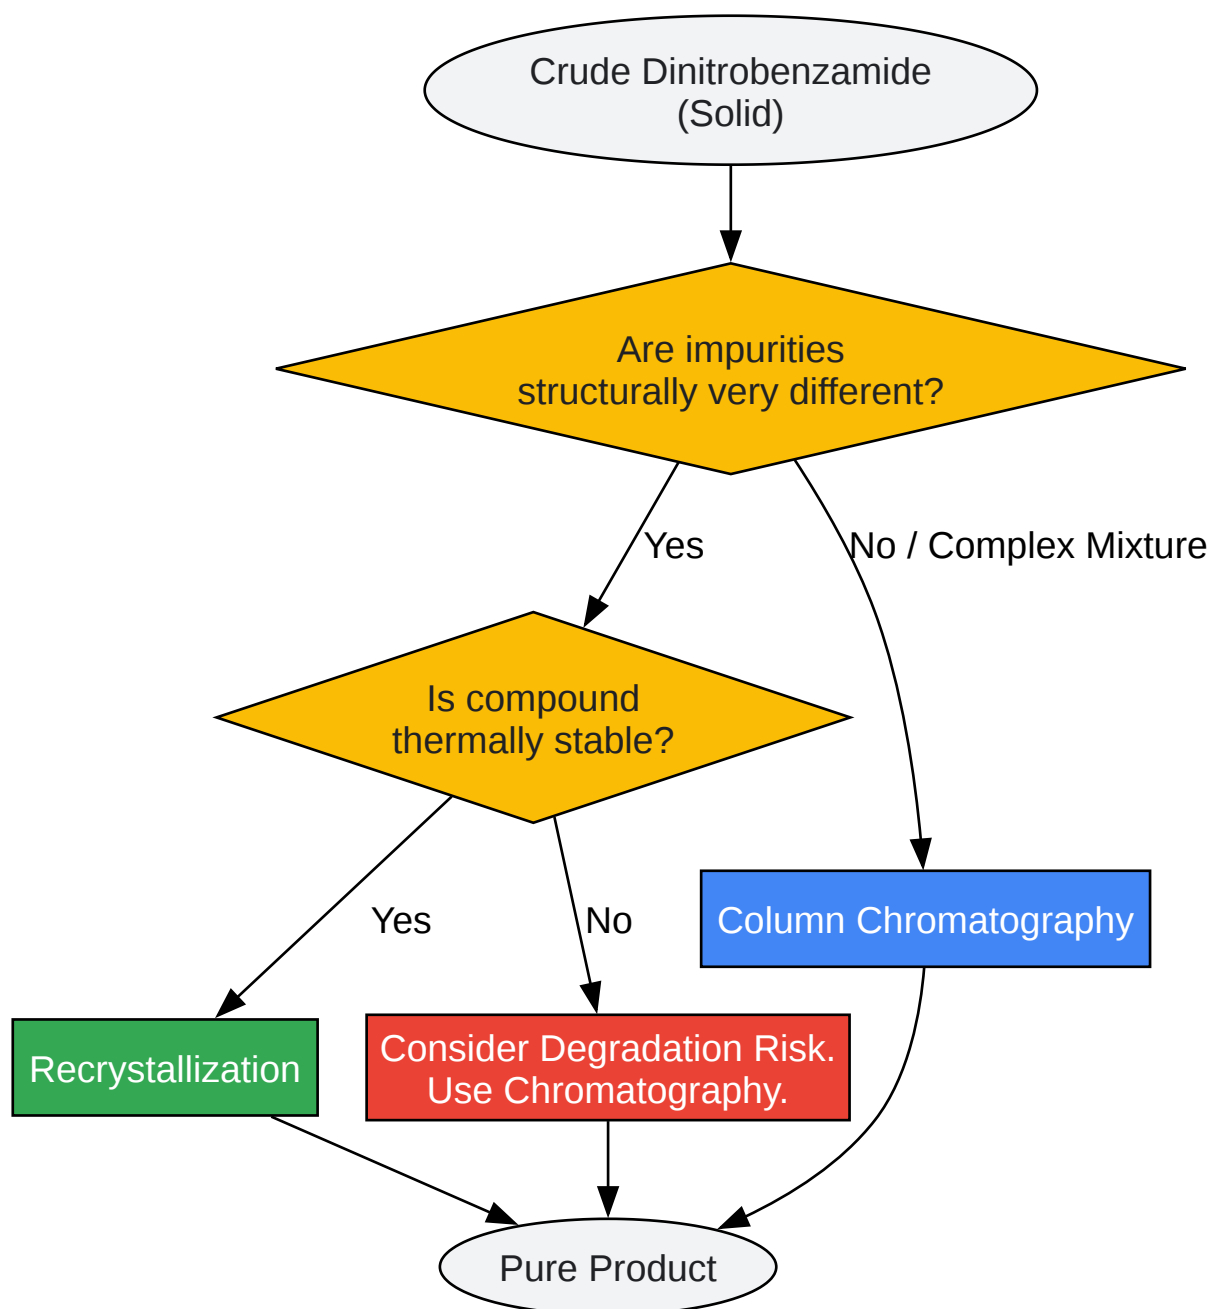 Crude Dinitrobenzamide
(Solid)
Are impurities
structurally very different?
Yes
No / Complex Mixture
Is compound
thermally stable?
Yes
No
Column Chromatography
Recrystallization
Consider Degradation Risk.
Use Chromatography.
Pure Product